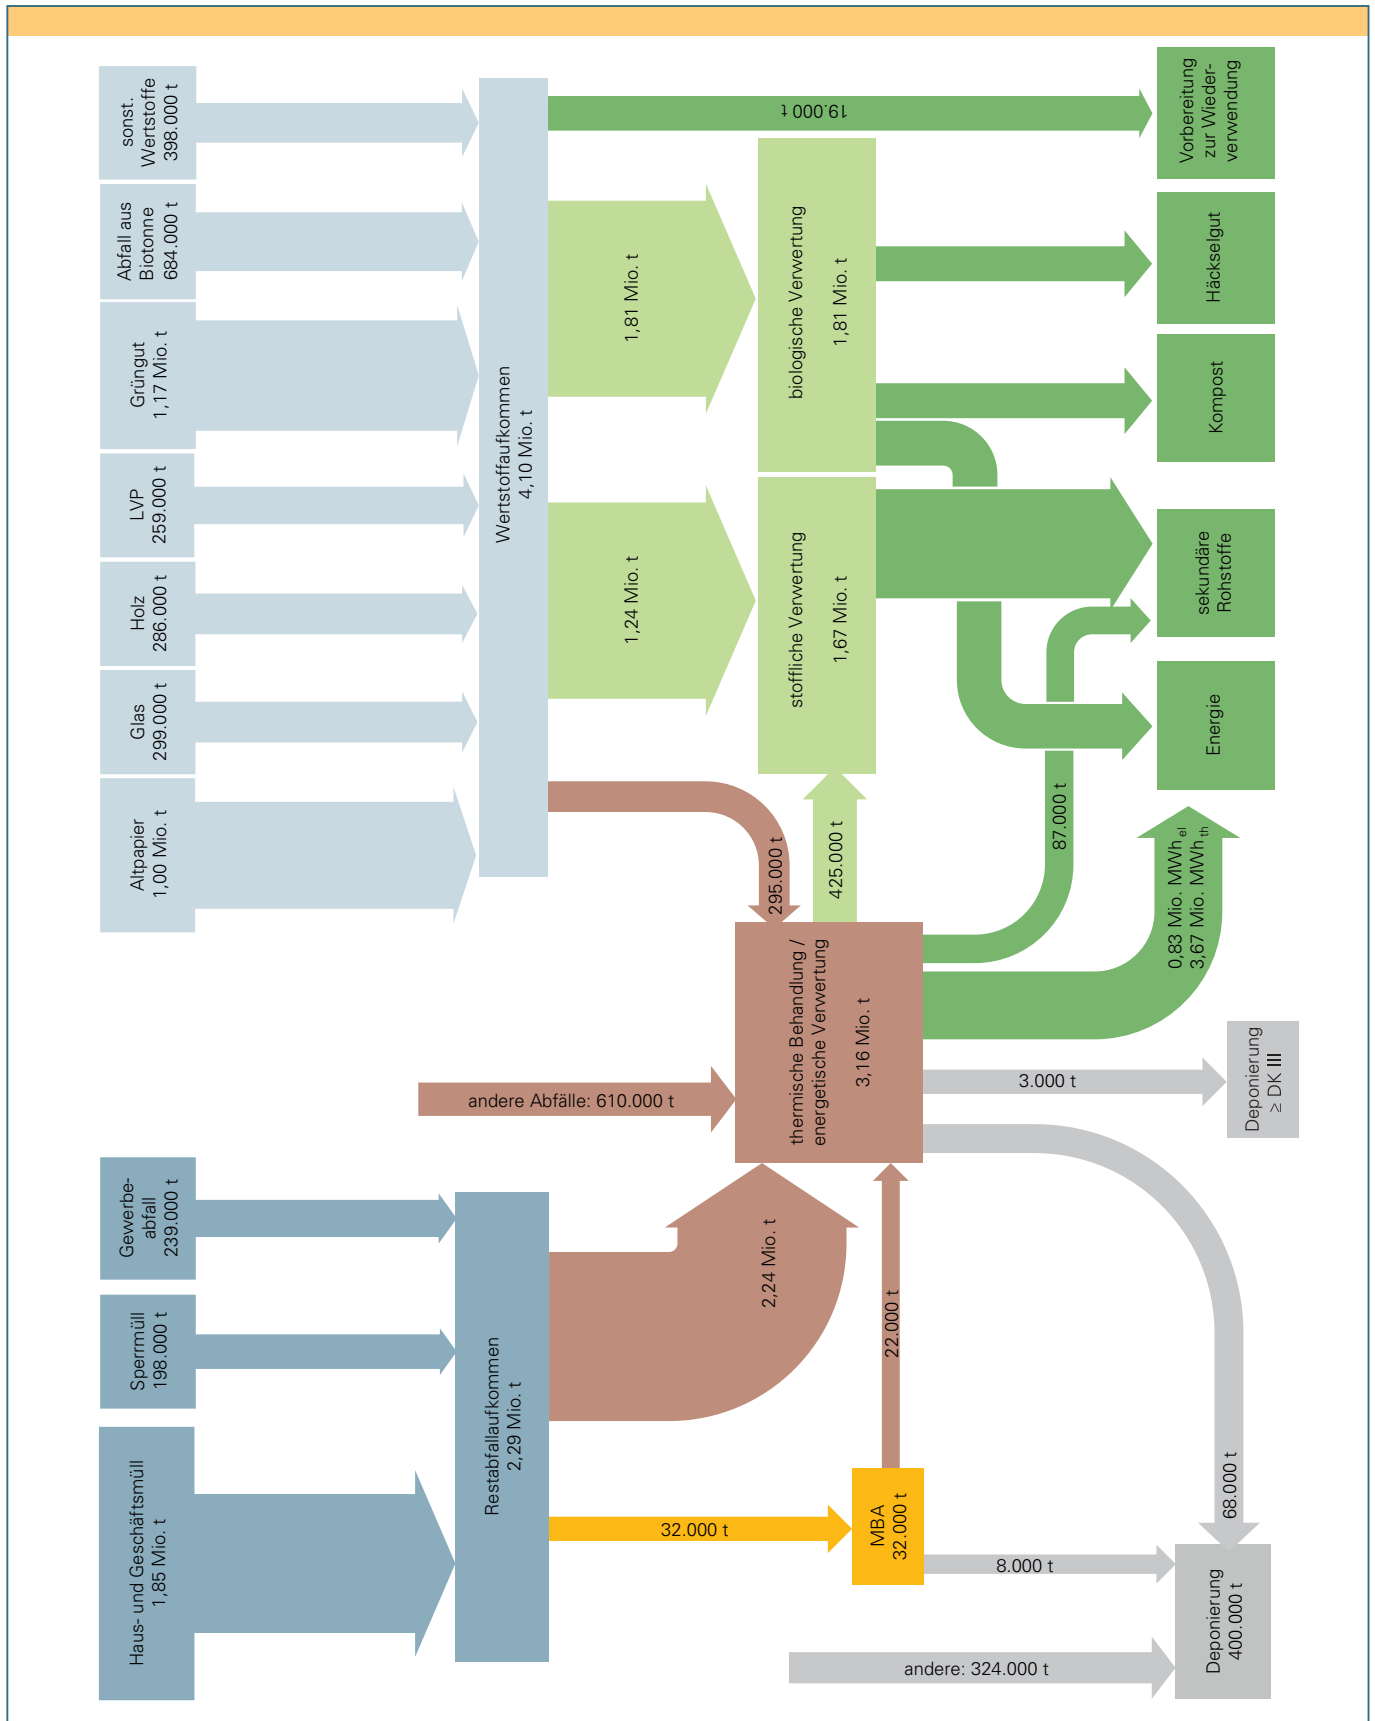 Haus- und Geschäftsmüll
1,85 Mio. t
Sperrmüll
198.000 t
Gewerbe-
abfall
239.000 t
Altpapier
1,00 Mio. t
Glas
299.000 t
Holz
286.000 t
LVP
259.000 t
Grüngut
1,17 Mio. t
Abfall aus
Biotonne
684.000 t
sonst.
Wertstoffe
398.000 t
Restabfallaufkommen
2,29 Mio. t
Wertstoffaufkommen
4,10 Mio. t
andere Abfälle: 610.000 t
32.000 t
2,24 Mio. t
295.000 t
1,24 Mio. t
1,81 Mio. t
19.000 t
MBA
32.000 t
22.000 t
thermische Behandlung /
energetische Verwertung
3,16 Mio. t
425.000 t
stoffliche Verwertung
1,67 Mio. t
biologische Verwertung
1,81 Mio. t
andere: 324.000 t
8.000 t
68.000 t
3.000 t
0,83 Mio. MWh el
3,67 Mio. MWh th
87.000 t
Deponierung
400.000 t
Deponierung
≥ DK III
Energie
sekundäre
Rohstoffe
Kompost
Häckselgut
Vorbereitung
zur Wieder-
verwendung